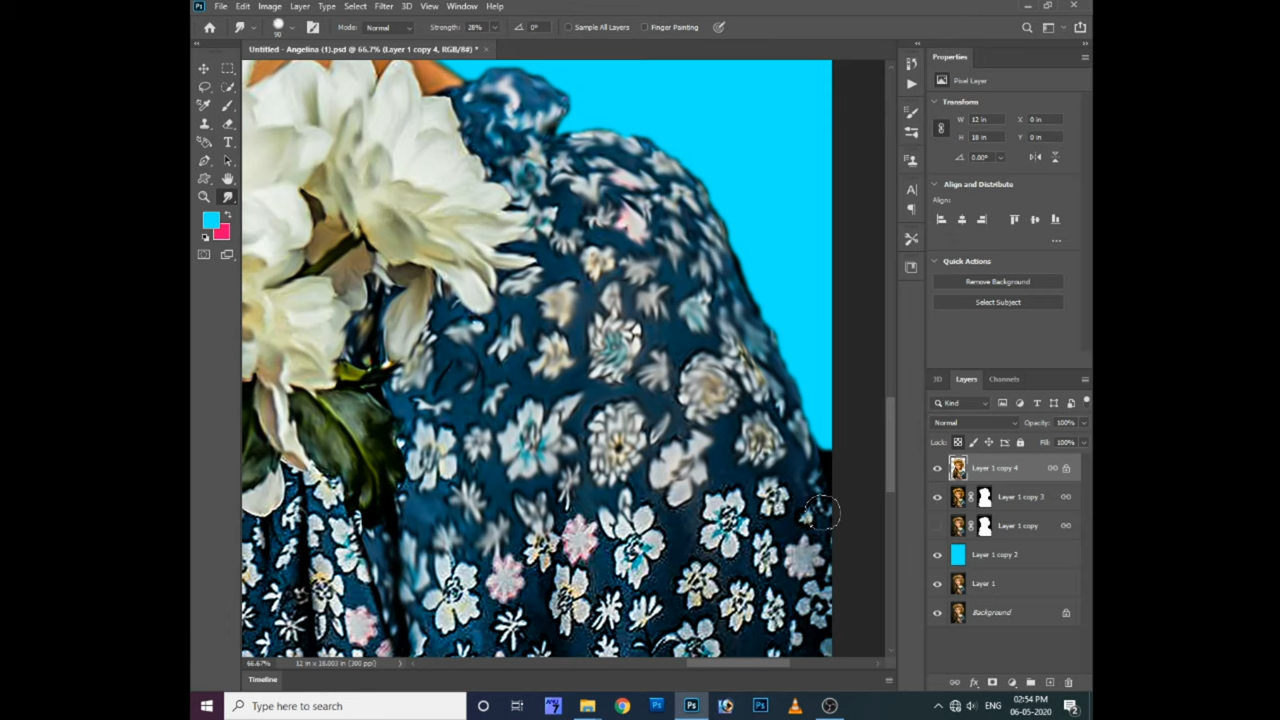 Ps File Edit Image Layer Type Select Filter 3D View Window Help
50 Mode: Normal Strength: 28% 0° Sample All Layers Finger Painting
Untitled - Angelina (1).psd @ 66.7% (Layer 1 copy 4, RGB/8#) * ×
Properties
Pixel Layer
Transform
W 12 in X 0 in
H 18 in Y 0 in
0.00°
Align and Distribute
Align:
Quick Actions
Remove Background
Select Subject
3D Layers Channels
Kind
Normal Opacity: 100%
Lock: Fill: 100%
Layer 1 copy 4
Layer 1 copy 3
Layer 1 copy
Layer 1 copy 2
Layer 1
Background
66.67% 12 in x 18.003 in (300 ppi)
Timeline
Type here to search
ENG
02:54 PM
06-05-2020
2